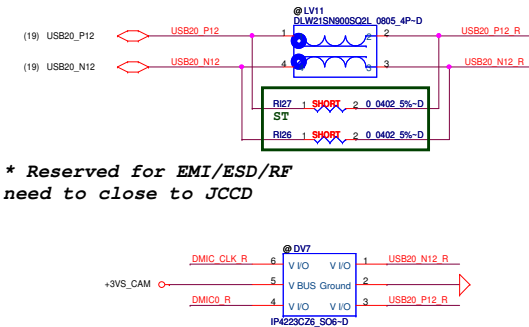 @ LV11
DLW21SN900SQ2L_0805_4P~D
(19) USB20_P12 USB20_P12 1 2 USB20_P12_R
(19) USB20_N12 USB20_N12 4 3 USB20_N12_R
RI27 1 SHORT 2 0_0402_5%~D
ST
RI26 1 SHORT 2 0_0402_5%~D
* Reserved for EMI/ESD/RF
need to close to JCCD
@ DV7
DMIC_CLK_R 6 V I/O V I/O 1 USB20_N12_R
+3VS_CAM 5 V BUS Ground 2
DMIC0_R 4 V I/O V I/O 3 USB20_P12_R
IP4223CZ6_SO6~D